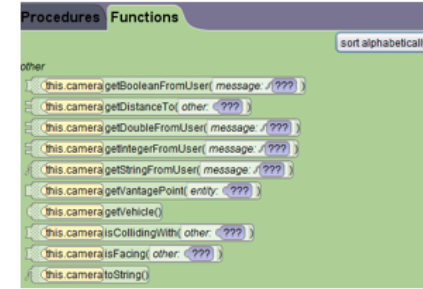 Procedures Functions
sort alphabeticall
other
this.camera getBooleanFromUser( message: ??? )
this.camera getDistanceTo( other: ??? )
this.camera getDoubleFromUser( message: ??? )
this.camera getIntegerFromUser( message: ??? )
this.camera getStringFromUser( message: ??? )
this.camera getVantagePoint( entity: ??? )
this.camera getVehicle()
this.camera isCollidingWith( other: ??? )
this.camera isFacing( other: ??? )
this.camera toString()